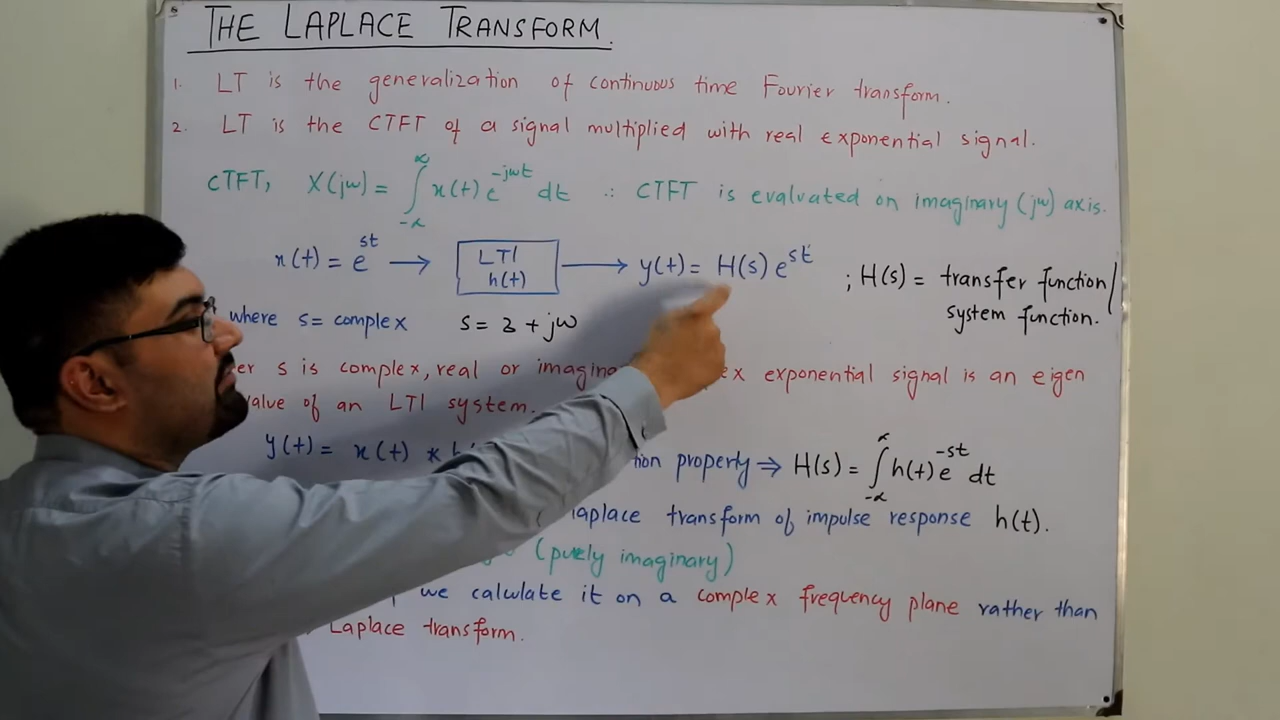 THE LAPLACE TRANSFORM.
1. LT is the generalization of continuous time Fourier transform.
2. LT is the CTFT of a signal multiplied with real exponential signal.
CTFT, X(jω) = ∫_{-∞}^{∞} x(t) e^{-jωt} dt ∴ CTFT is evaluated on imaginary (jω) axis.
x(t) = e^{st} → LTI h(t) → y(t) = H(s) e^{st} ; H(s) = transfer function/
system function.
where s = complex s = 3 + jω
s is complex, real or exponential signal is an eigen
of an LTI system.
y(t) = x(t) * property ⇒ H(s) = ∫_{-∞}^{∞} h(t) e^{-st} dt
laplace transform of impulse response h(t).
(purely imaginary)
we calculate it on a complex frequency plane rather than
Laplace transform.